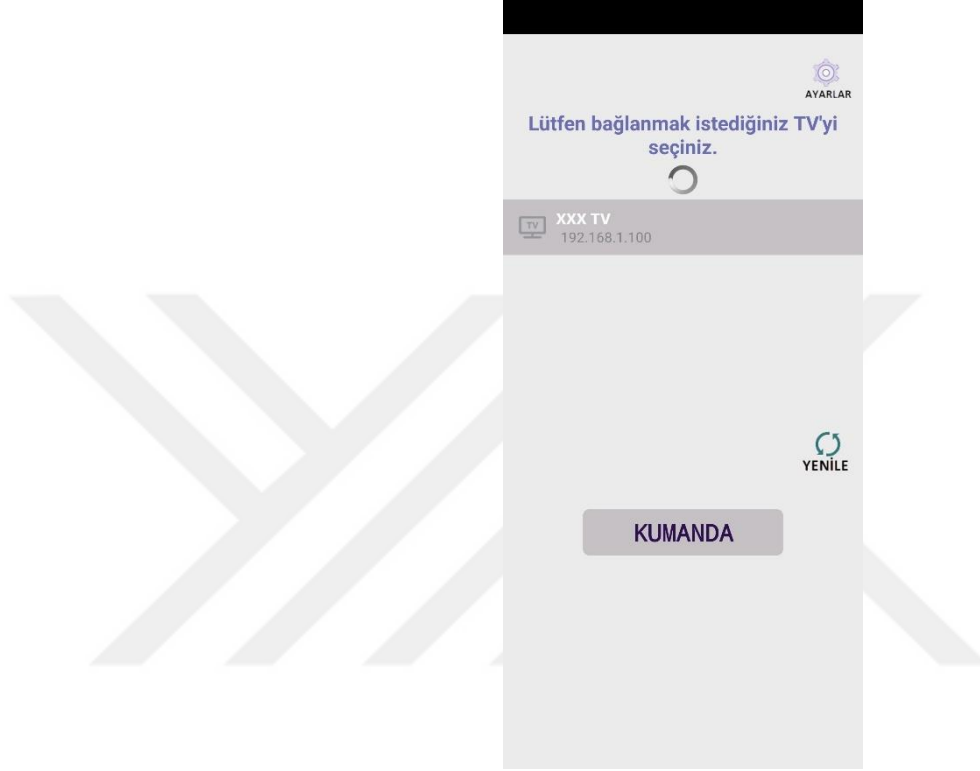 AYARLAR
Lütfen bağlanmak istediğiniz TV'yi
seçiniz.
TV
XXX TV
192.168.1.100
YENİLE
KUMANDA